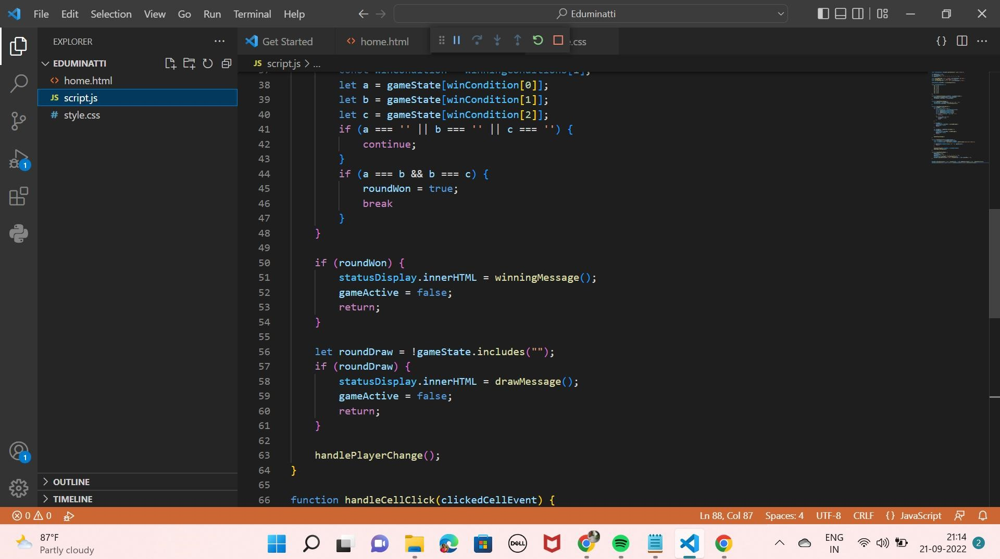 File Edit Selection View Go Run Terminal Help
Eduminatti
EXPLORER
Get Started
home.html
.css
EDUMINATTI
home.html
JS script.js
# style.css
JS script.js > ...
38 let a = gameState[winCondition[0]];
39 let b = gameState[winCondition[1]];
40 let c = gameState[winCondition[2]];
41 if (a === '' || b === '' || c === '') {
42 continue;
43 }
44 if (a === b && b === c) {
45 roundWon = true;
46 break
47 }
48 }
49
50 if (roundWon) {
51 statusDisplay.innerHTML = winningMessage();
52 gameActive = false;
53 return;
54 }
55
56 let roundDraw = !gameState.includes("");
57 if (roundDraw) {
58 statusDisplay.innerHTML = drawMessage();
59 gameActive = false;
60 return;
61 }
62
63 handlePlayerChange();
64 }
65
66 function handleCellClick(clickedCellEvent) {
1
1
OUTLINE
TIMELINE
0 0
Ln 88, Col 87 Spaces: 4 UTF-8 CRLF {} JavaScript
87°F
Partly cloudy
DELL
ENG
IN
21:14
21-09-2022
2